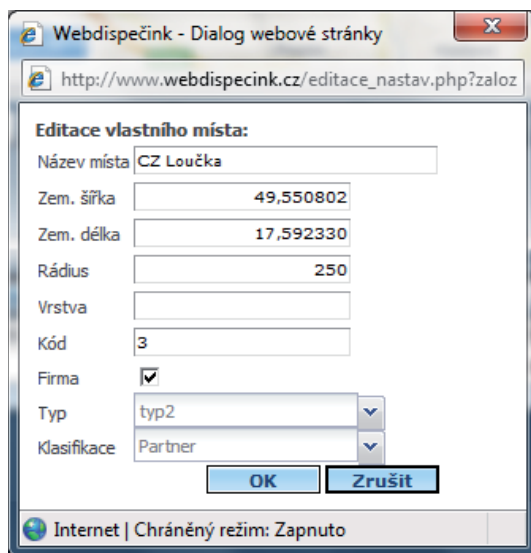 Webdispečink - Dialog webové stránky
http://www.webdispecink.cz/editace_nastav.php?zaloz
Editace vlastního místa:
Název místa CZ Loučka
Zem. šířka 49,550802
Zem. délka 17,592330
Rádius 250
Vrstva
Kód 3
Firma
Typ typ2
Klasifikace Partner
OK Zrušit
Internet | Chráněný režim: Zapnuto